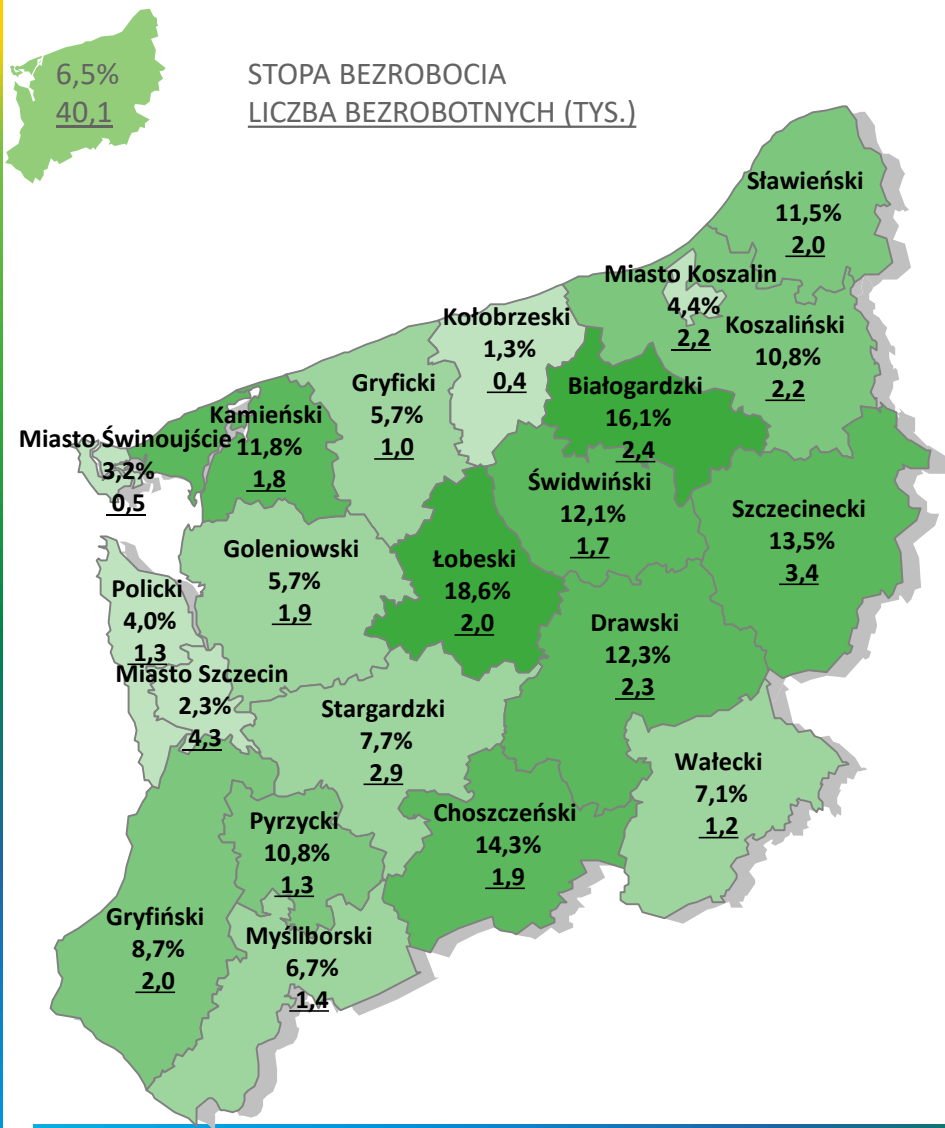 6,5%
40,1
STOPA BEZROBOCIA
LICZBA BEZROBOTNYCH (TYS.)
Sławieński
11,5%
2,0
Miasto Koszalin
4,4%
2,2
Koszaliński
10,8%
2,2
Kołobrzeski
1,3%
0,4
Białogardzki
16,1%
2,4
Gryficki
5,7%
1,0
Kamieński
11,8%
1,8
Miasto Świnoujście
3,2%
0,5
Świdwiński
12,1%
1,7
Szczecinecki
13,5%
3,4
Goleniowski
5,7%
1,9
Łobeski
18,6%
2,0
Policki
4,0%
1,3
Drawski
12,3%
2,3
Miasto Szczecin
2,3%
4,3
Stargardzki
7,7%
2,9
Wałecki
7,1%
1,2
Pyrzycki
10,8%
1,3
Choszczeński
14,3%
1,9
Gryfiński
8,7%
2,0
Myśliborski
6,7%
1,4